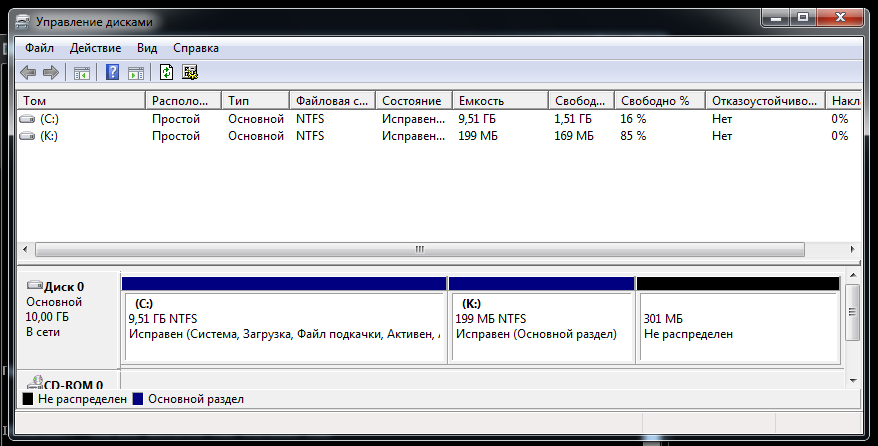 Управление дисками
Файл Действие Вид Справка
Том Располо... Тип Файловая с... Состояние Емкость Свобод... Свободно % Отказоустойчиво... Накл
(C:) Простой Основной NTFS Исправен... 9,51 ГБ 1,51 ГБ 16 % Нет 0%
(K:) Простой Основной NTFS Исправен... 199 МБ 169 МБ 85 % Нет 0%
Диск 0
Основной
10,00 ГБ
В сети
(C:)
9,51 ГБ NTFS
Исправен (Система, Загрузка, Файл подкачки, Активен,
(K:)
199 МБ NTFS
Исправен (Основной раздел)
301 МБ
Не распределен
CD-ROM 0
Не распределен Основной раздел